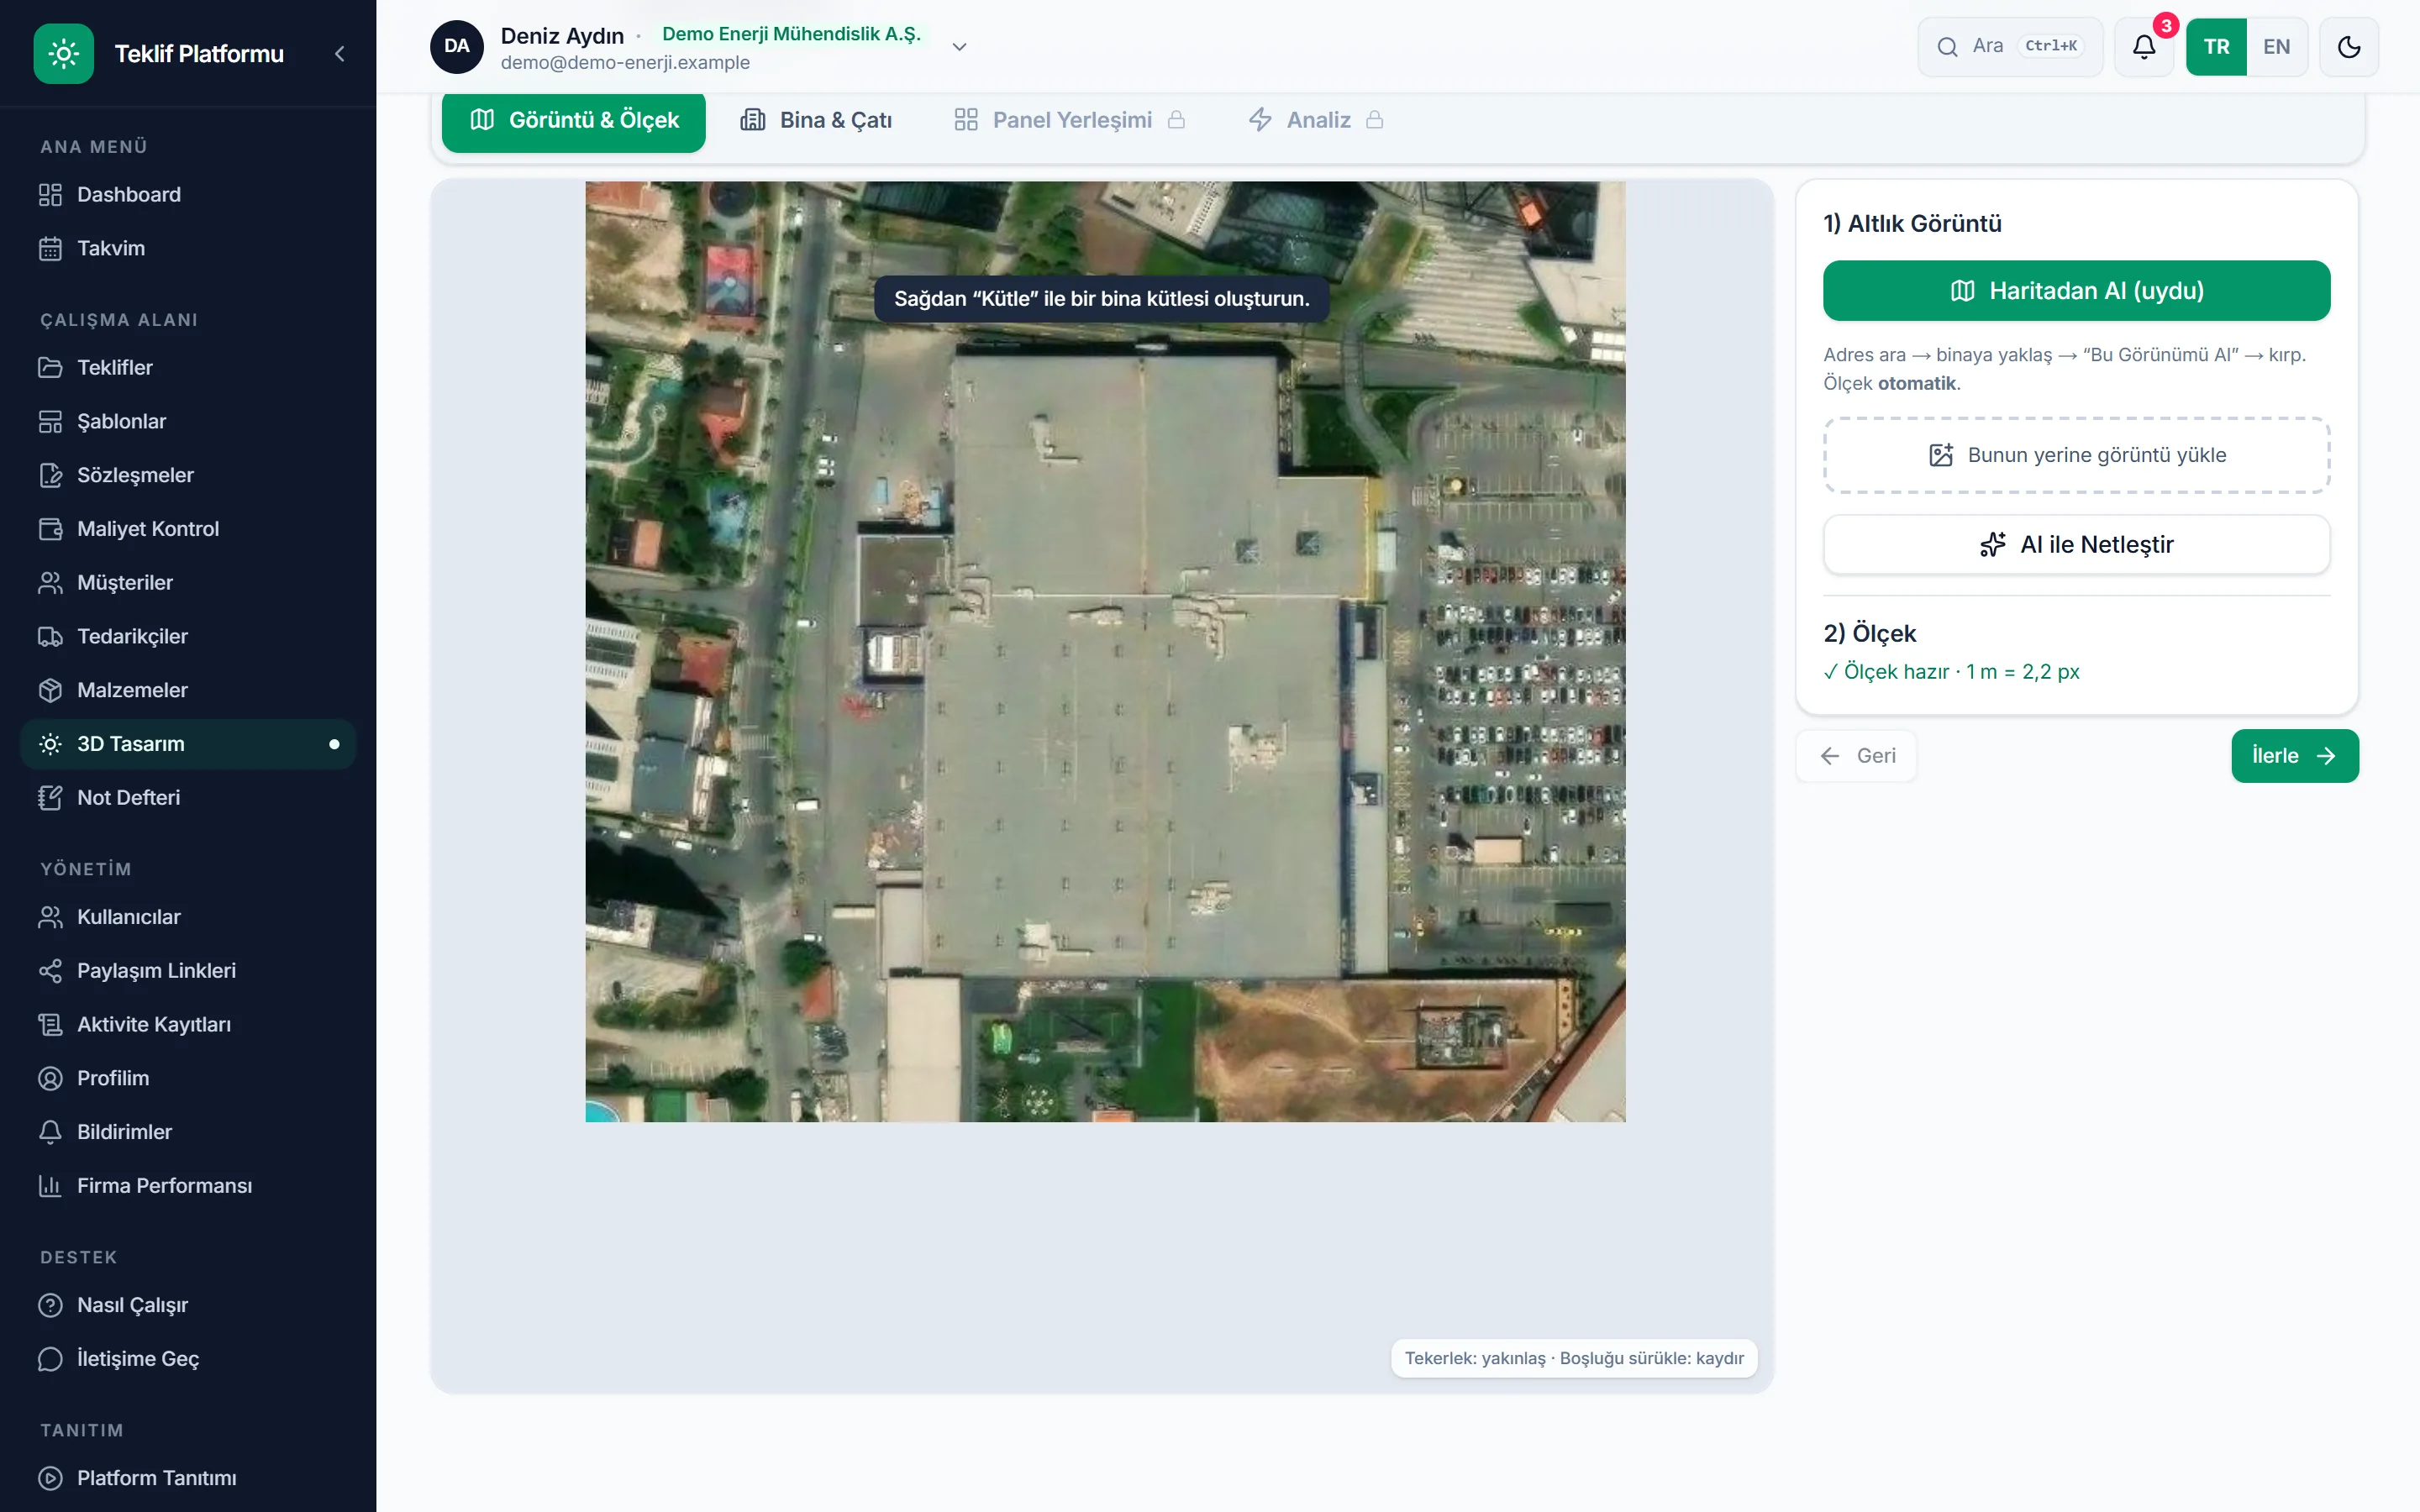 Teklif Platformu
ANA MENÜ
Dashboard
Takvim
ÇALIŞMA ALANI
Teklifler
Şablonlar
Sözleşmeler
Maliyet Kontrol
Müşteriler
Tedarikçiler
Malzemeler
3D Tasarım
Not Defteri
YÖNETİM
Kullanıcılar
Paylaşım Linkleri
Aktivite Kayıtları
Profilim
Bildirimler
Firma Performansı
DESTEK
Nasıl Çalışır
İletişime Geç
TANITIM
Platform Tanıtımı
DA
Deniz Aydın · Demo Enerji Mühendislik A.Ş.
demo@demo-enerji.example
Ara Ctrl+K
3
TR EN
Görüntü & Ölçek
Bina & Çatı
Panel Yerleşimi
Analiz
Sağdan “Kütle” ile bir bina kütlesi oluşturun.
Tekerlek: yakınlaş · Boşluğu sürükle: kaydır
1) Altlık Görüntü
Haritadan Al (uydu)
Adres ara → binaya yaklaş → “Bu Görünümü Al” → kırp.
Ölçek otomatik.
Bunun yerine görüntü yükle
AI ile Netleştir
2) Ölçek
✓ Ölçek hazır · 1 m = 2,2 px
Geri
İlerle